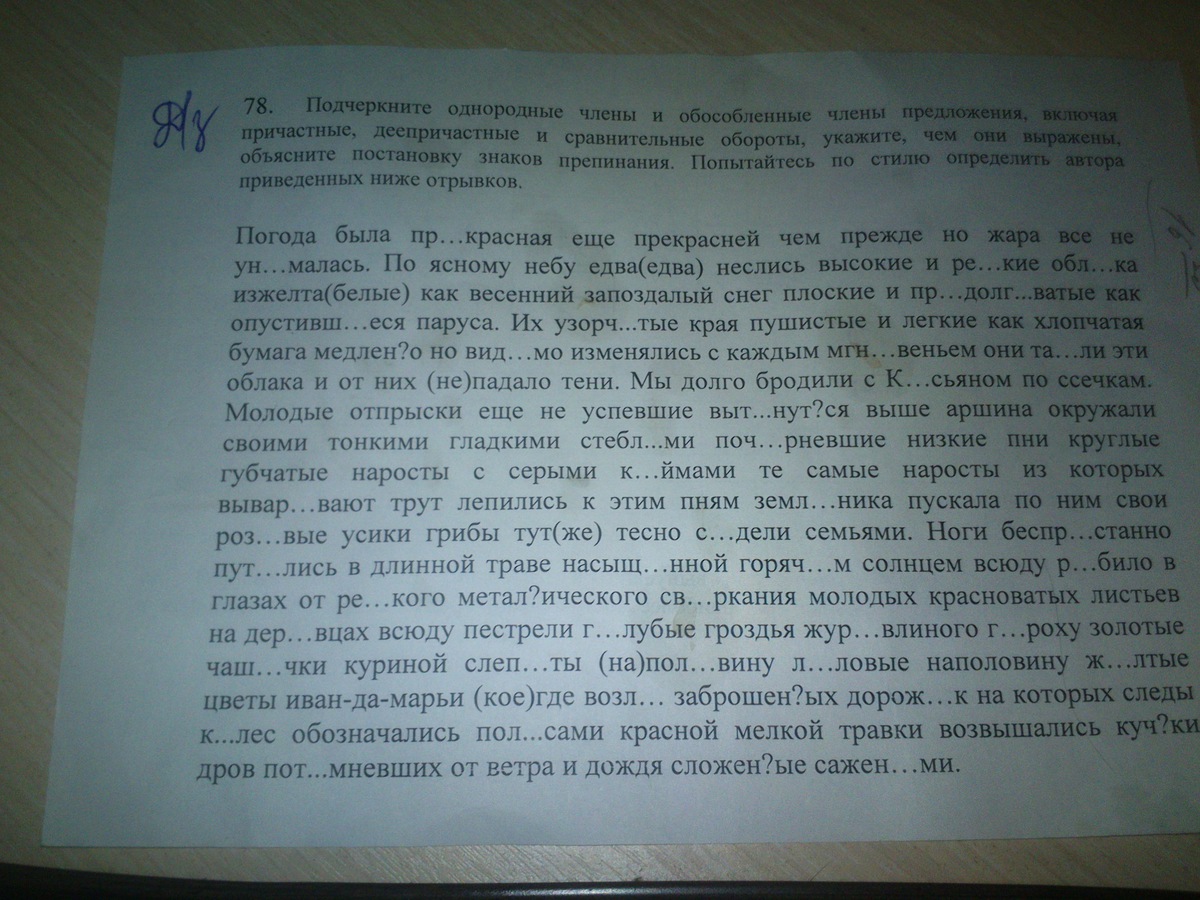 Д/з
78. Подчеркните однородные члены и обособленные члены предложения, включая
причастные, деепричастные и сравнительные обороты, укажите, чем они выражены,
объясните постановку знаков препинания. Попытайтесь по стилю определить автора
приведенных ниже отрывков.
Погода была пр…красная еще прекрасней чем прежде но жара все не
ун…малась. По ясному небу едва(едва) неслись высокие и ре…кие обл…ка
изжелта(белые) как весенний запоздалый снег плоские и пр…долг...ватые как
опустивш…еся паруса. Их узорч...тые края пушистые и легкие как хлопчатая
бумага медлен?о но вид…мо изменялись с каждым мгн…веньем они та…ли эти
облака и от них (не)падало тени. Мы долго бродили с К…сьяном по ссечкам.
Молодые отпрыски еще не успевшие выт...нут?ся выше аршина окружали
своими тонкими гладкими стебл...ми поч…рневшие низкие пни круглые
губчатые наросты с серыми к…ймами те самые наросты из которых
вывар…вают трут лепились к этим пням земл…ника пускала по ним свои
роз…вые усики грибы тут(же) тесно с…дели семьями. Ноги беспр…станно
пут…лись в длинной траве насыщ…нной горяч…м солнцем всюду р…било в
глазах от ре…кого метал?ического св…ркания молодых красноватых листьев
на дер…вцах всюду пестрели г…лубые гроздья жур…влиного г…роху золотые
чаш…чки куриной слеп…ты (на)пол…вину л…ловые наполовину ж…лтые
цветы иван-да-марьи (кое)где возл… заброшен?ых дорож…к на которых следы
к...лес обозначались пол...сами красной мелкой травки возвышались куч?ки
дров пот...мневших от ветра и дождя сложен?ые сажен…ми.